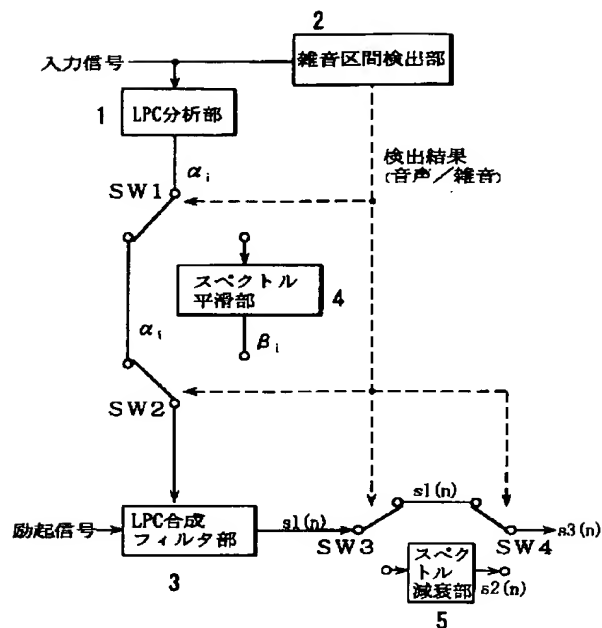 2
入力信号
雑音区間検出部
1
LPC分析部
検出結果
(音声/雑音)
αi
SW1
スペクトル
平滑部
4
αi
βi
SW2
励起信号
LPC合成
フィルタ部
3
s1(n)
s1(n)
SW3
SW4
s3(n)
スペク
トル
減衰部
s2(n)
5